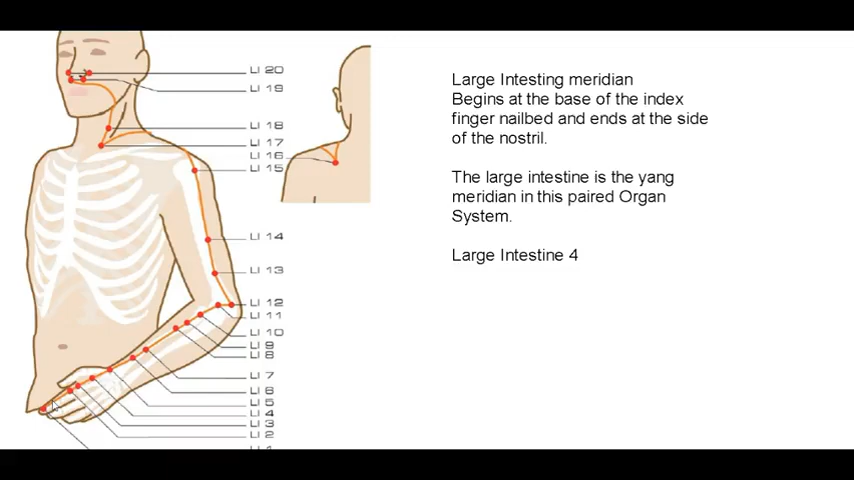 LI 20
LI 19
LI 18
LI 17
LI 16
LI 15
LI 14
LI 13
LI 12
LI 11
LI 10
LI 9
LI 8
LI 7
LI 6
LI 5
LI 4
LI 3
LI 2
Large Intesting meridian
Begins at the base of the index
finger nailbed and ends at the side
of the nostril.
The large intestine is the yang
meridian in this paired Organ
System.
Large Intestine 4